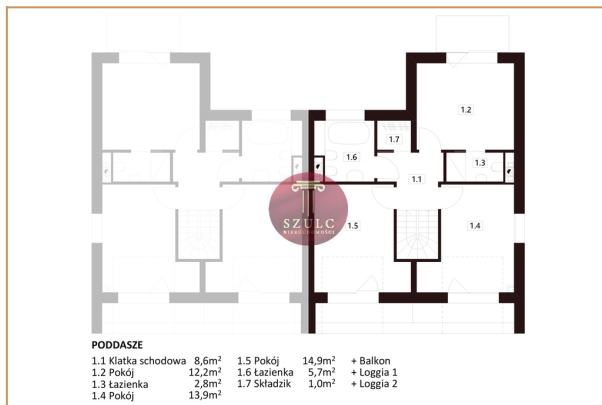 1.2
1.7
1.6
1.3
1.1
SZULC
NIERUCHOMOŚCI
1.5
1.4
PODDASZE
1.1 Klatka schodowa 8,6m² 1.5 Pokój 14,9m² + Balkon
1.2 Pokój 12,2m² 1.6 Łazienka 5,7m² + Loggia 1
1.3 Łazienka 2,8m² 1.7 Składzik 1,0m² + Loggia 2
1.4 Pokój 13,9m²